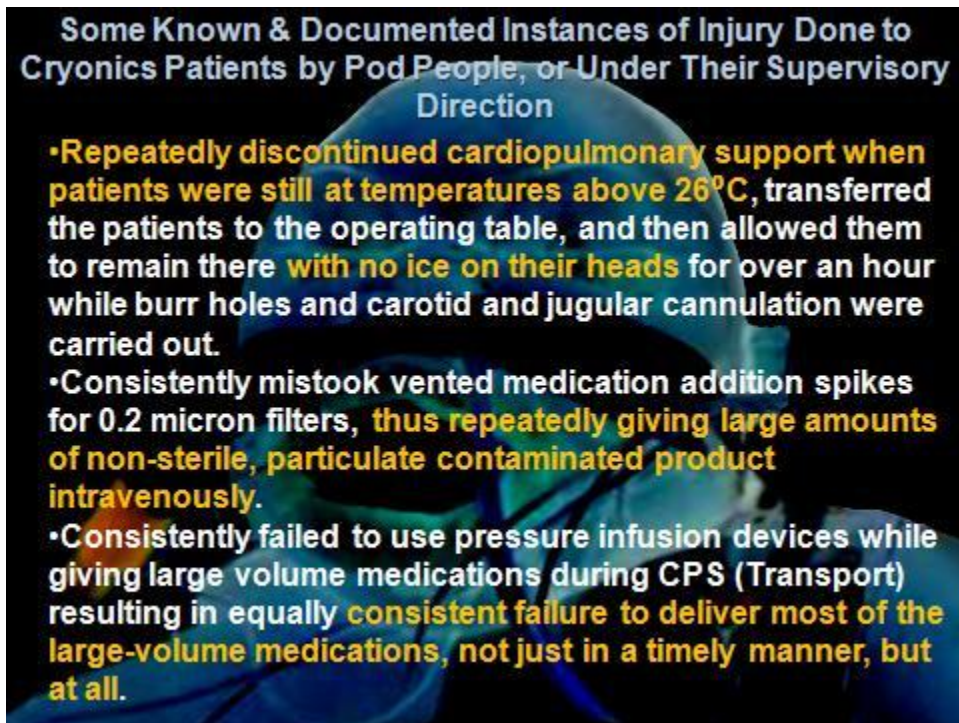 Some Known & Documented Instances of Injury Done to
Cryonics Patients by Pod People, or Under Their Supervisory
Direction
•Repeatedly discontinued cardiopulmonary support when
patients were still at temperatures above 26⁰C, transferred
the patients to the operating table, and then allowed them
to remain there with no ice on their heads for over an hour
while burr holes and carotid and jugular cannulation were
carried out.
•Consistently mistook vented medication addition spikes
for 0.2 micron filters, thus repeatedly giving large amounts
of non-sterile, particulate contaminated product
intravenously.
•Consistently failed to use pressure infusion devices while
giving large volume medications during CPS (Transport)
resulting in equally consistent failure to deliver most of the
large-volume medications, not just in a timely manner, but
at all.